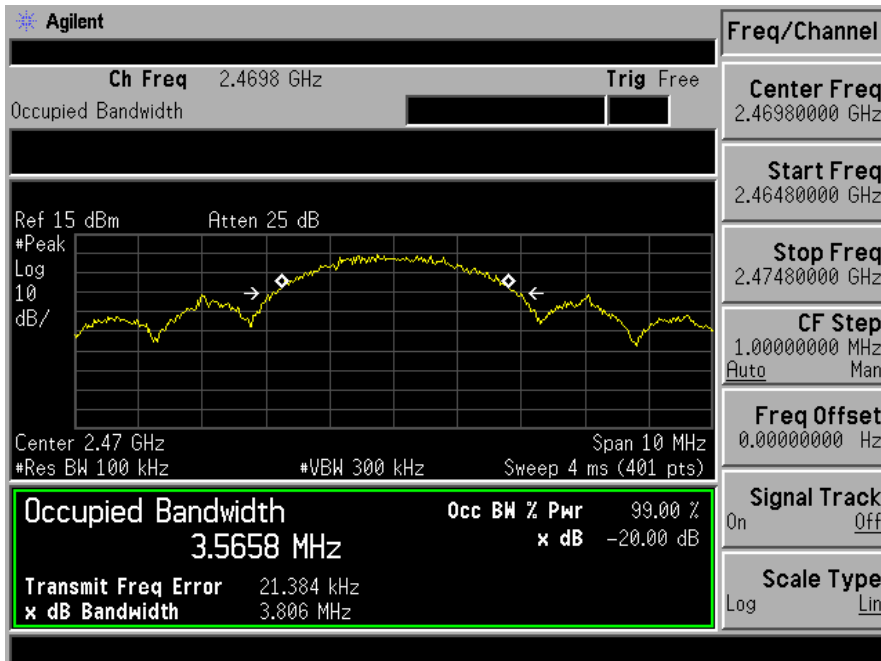 Agilent
Freq/Channel
Ch Freq 2.4698 GHz Trig Free
Occupied Bandwidth
Center Freq
2.46980000 GHz
Start Freq
2.46480000 GHz
Stop Freq
2.47480000 GHz
CF Step
1.00000000 MHz
Auto Man
Freq Offset
0.00000000 Hz
Signal Track
On Off
Scale Type
Log Lin
Ref 15 dBm Atten 25 dB
#Peak
Log
10
dB/
Center 2.47 GHz Span 10 MHz
#Res BW 100 kHz #VBW 300 kHz Sweep 4 ms (401 pts)
Occupied Bandwidth Occ BW % Pwr 99.00 %
3.5658 MHz x dB -20.00 dB
Transmit Freq Error 21.384 kHz
x dB Bandwidth 3.806 MHz